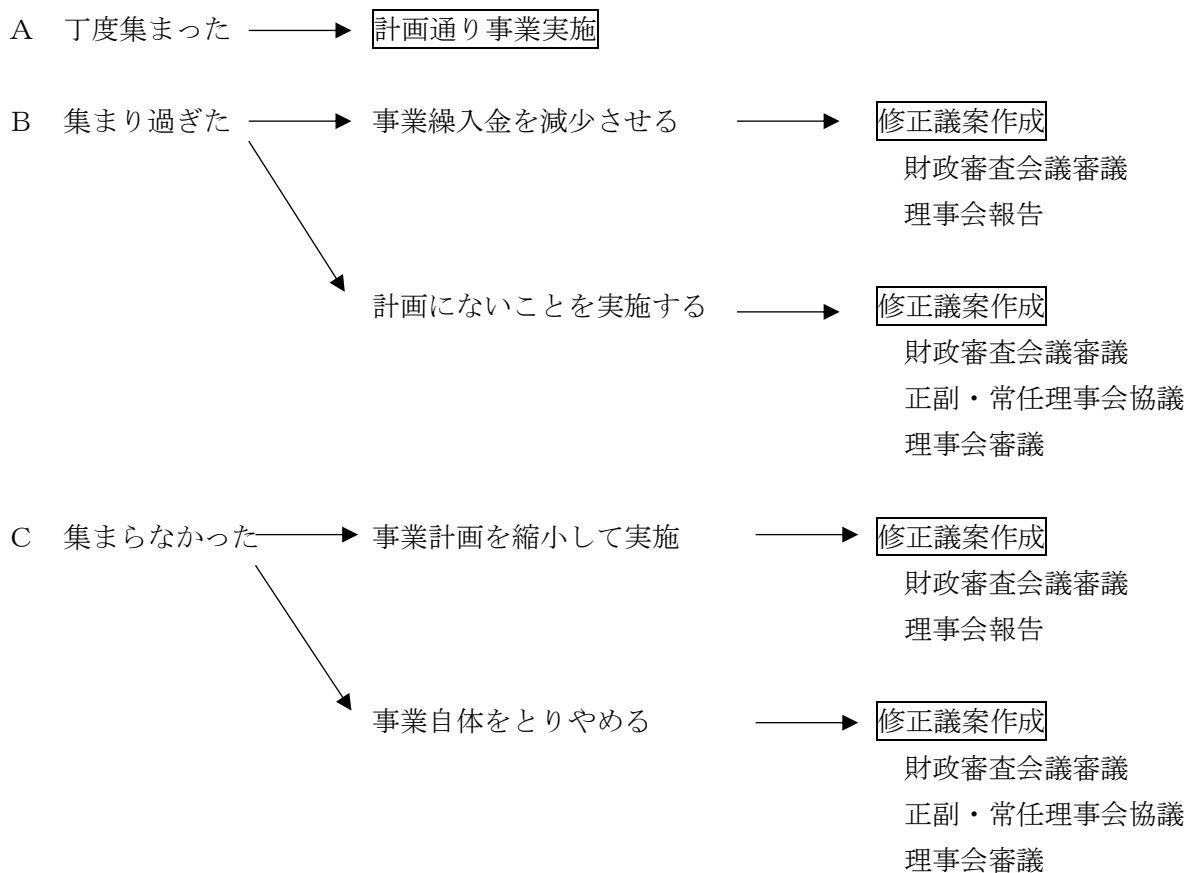 A 丁度集まった 計画通り事業実施
B 集まり過ぎた 事業繰入金を減少させる 修正議案作成
財政審査会議審議
理事会報告
計画にないことを実施する 修正議案作成
財政審査会議審議
正副・常任理事会協議
理事会審議
C 集まらなかった 事業計画を縮小して実施 修正議案作成
財政審査会議審議
理事会報告
事業自体をとりやめる 修正議案作成
財政審査会議審議
正副・常任理事会協議
理事会審議